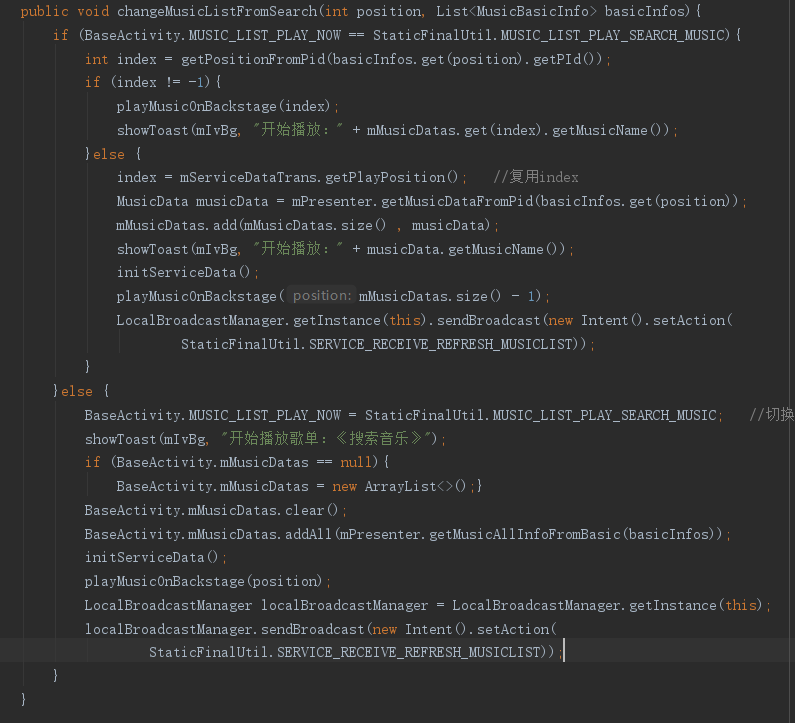 public void changeMusicListFromSearch(int position, List<MusicBasicInfo> basicInfos){
if (BaseActivity.MUSIC_LIST_PLAY_NOW == StaticFinalUtil.MUSIC_LIST_PLAY_SEARCH_MUSIC){
int index = getPositionFromPid(basicInfos.get(position).getPId());
if (index != -1){
playMusicOnBackstage(index);
showToast(mIvBg, "开始播放：" + mMusicDatas.get(index).getMusicName());
}else {
index = mServiceDataTrans.getPlayPosition();   //复用index
MusicData musicData = mPresenter.getMusicDataFromPid(basicInfos.get(position));
mMusicDatas.add(mMusicDatas.size() , musicData);
showToast(mIvBg, "开始播放：" + musicData.getMusicName());
initServiceData();
playMusicOnBackstage( position: mMusicDatas.size() - 1);
LocalBroadcastManager.getInstance(this).sendBroadcast(new Intent().setAction(
StaticFinalUtil.SERVICE_RECEIVE_REFRESH_MUSICLIST));
}
}else {
BaseActivity.MUSIC_LIST_PLAY_NOW = StaticFinalUtil.MUSIC_LIST_PLAY_SEARCH_MUSIC;   //切换
showToast(mIvBg, "开始播放歌单：《搜索音乐》");
if (BaseActivity.mMusicDatas == null){
BaseActivity.mMusicDatas = new ArrayList<>();}
BaseActivity.mMusicDatas.clear();
BaseActivity.mMusicDatas.addAll(mPresenter.getMusicAllInfoFromBasic(basicInfos));
initServiceData();
playMusicOnBackstage(position);
LocalBroadcastManager localBroadcastManager = LocalBroadcastManager.getInstance(this);
localBroadcastManager.sendBroadcast(new Intent().setAction(
StaticFinalUtil.SERVICE_RECEIVE_REFRESH_MUSICLIST));
}
}